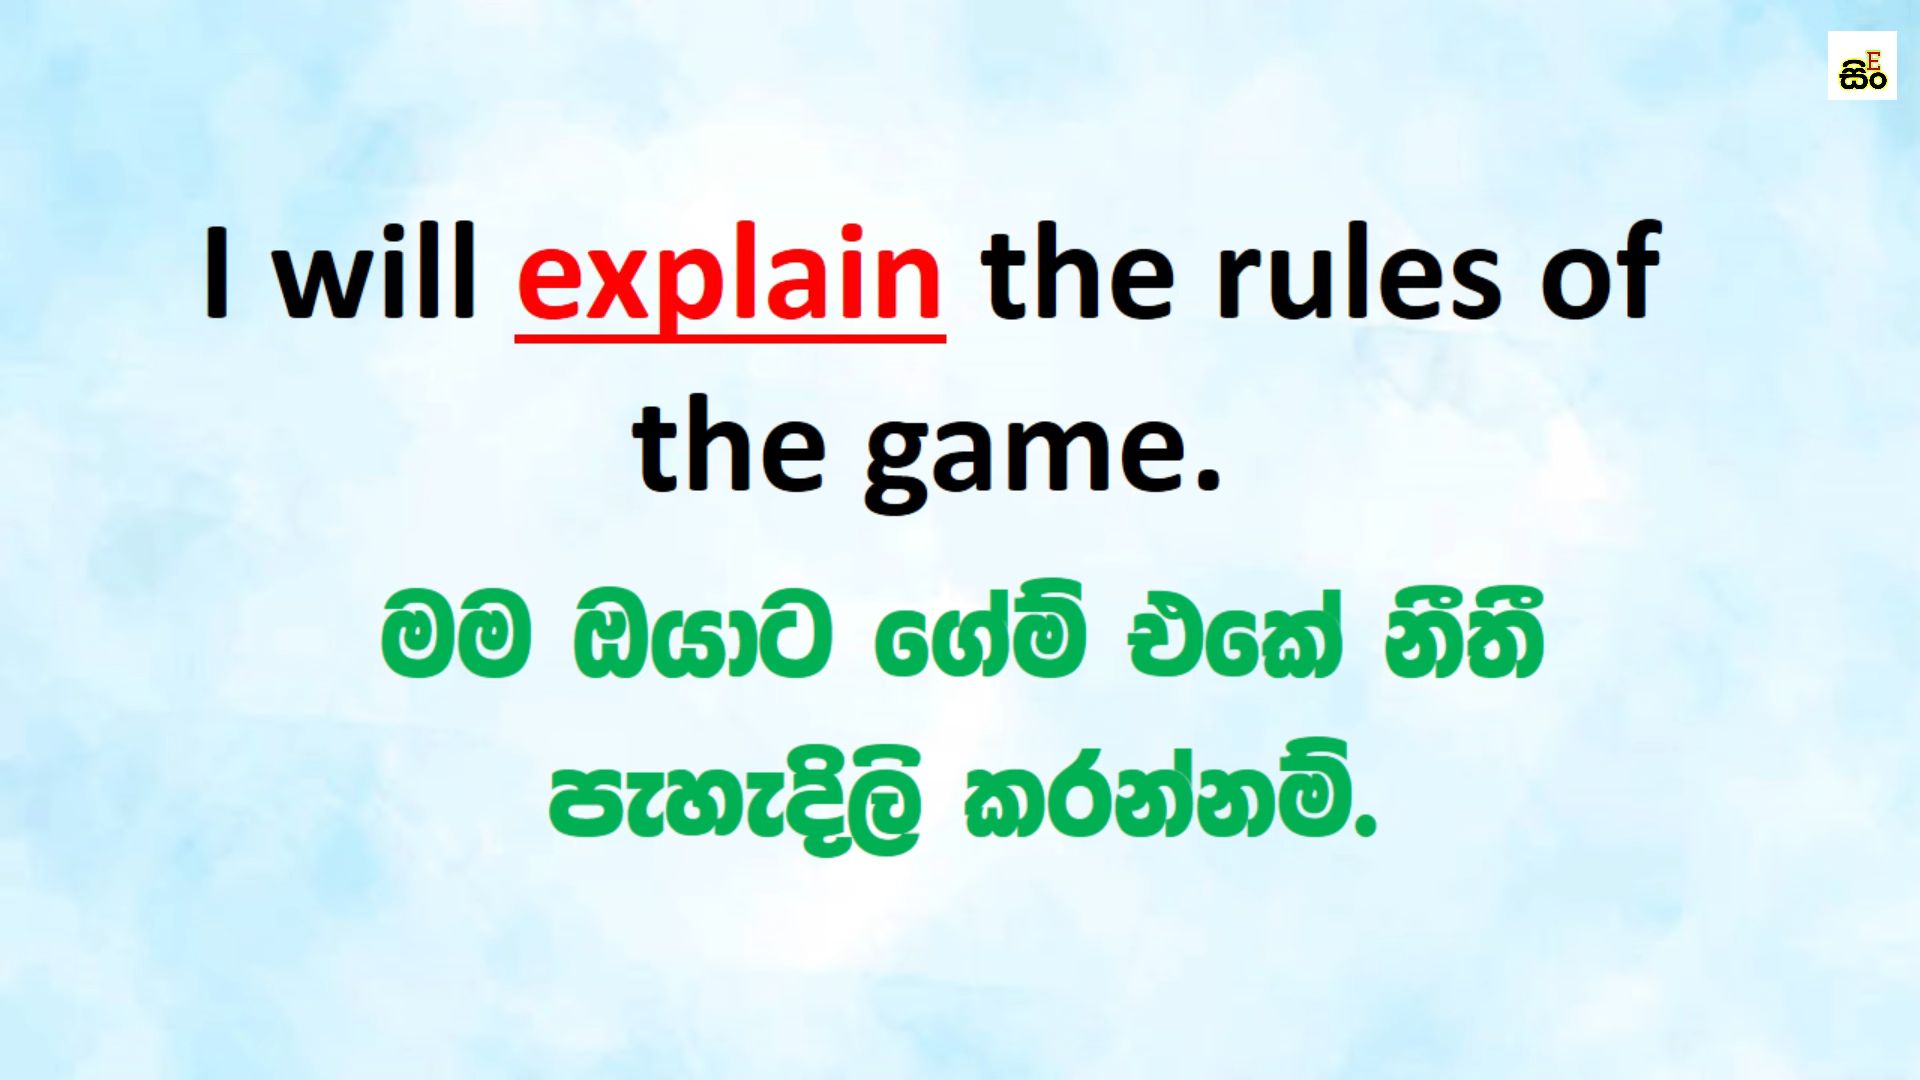 සිංE
I will explain the rules of
the game.
මම ඔයාට ගේම් එකේ නීතී
පැහැදිලි කරන්නම්.